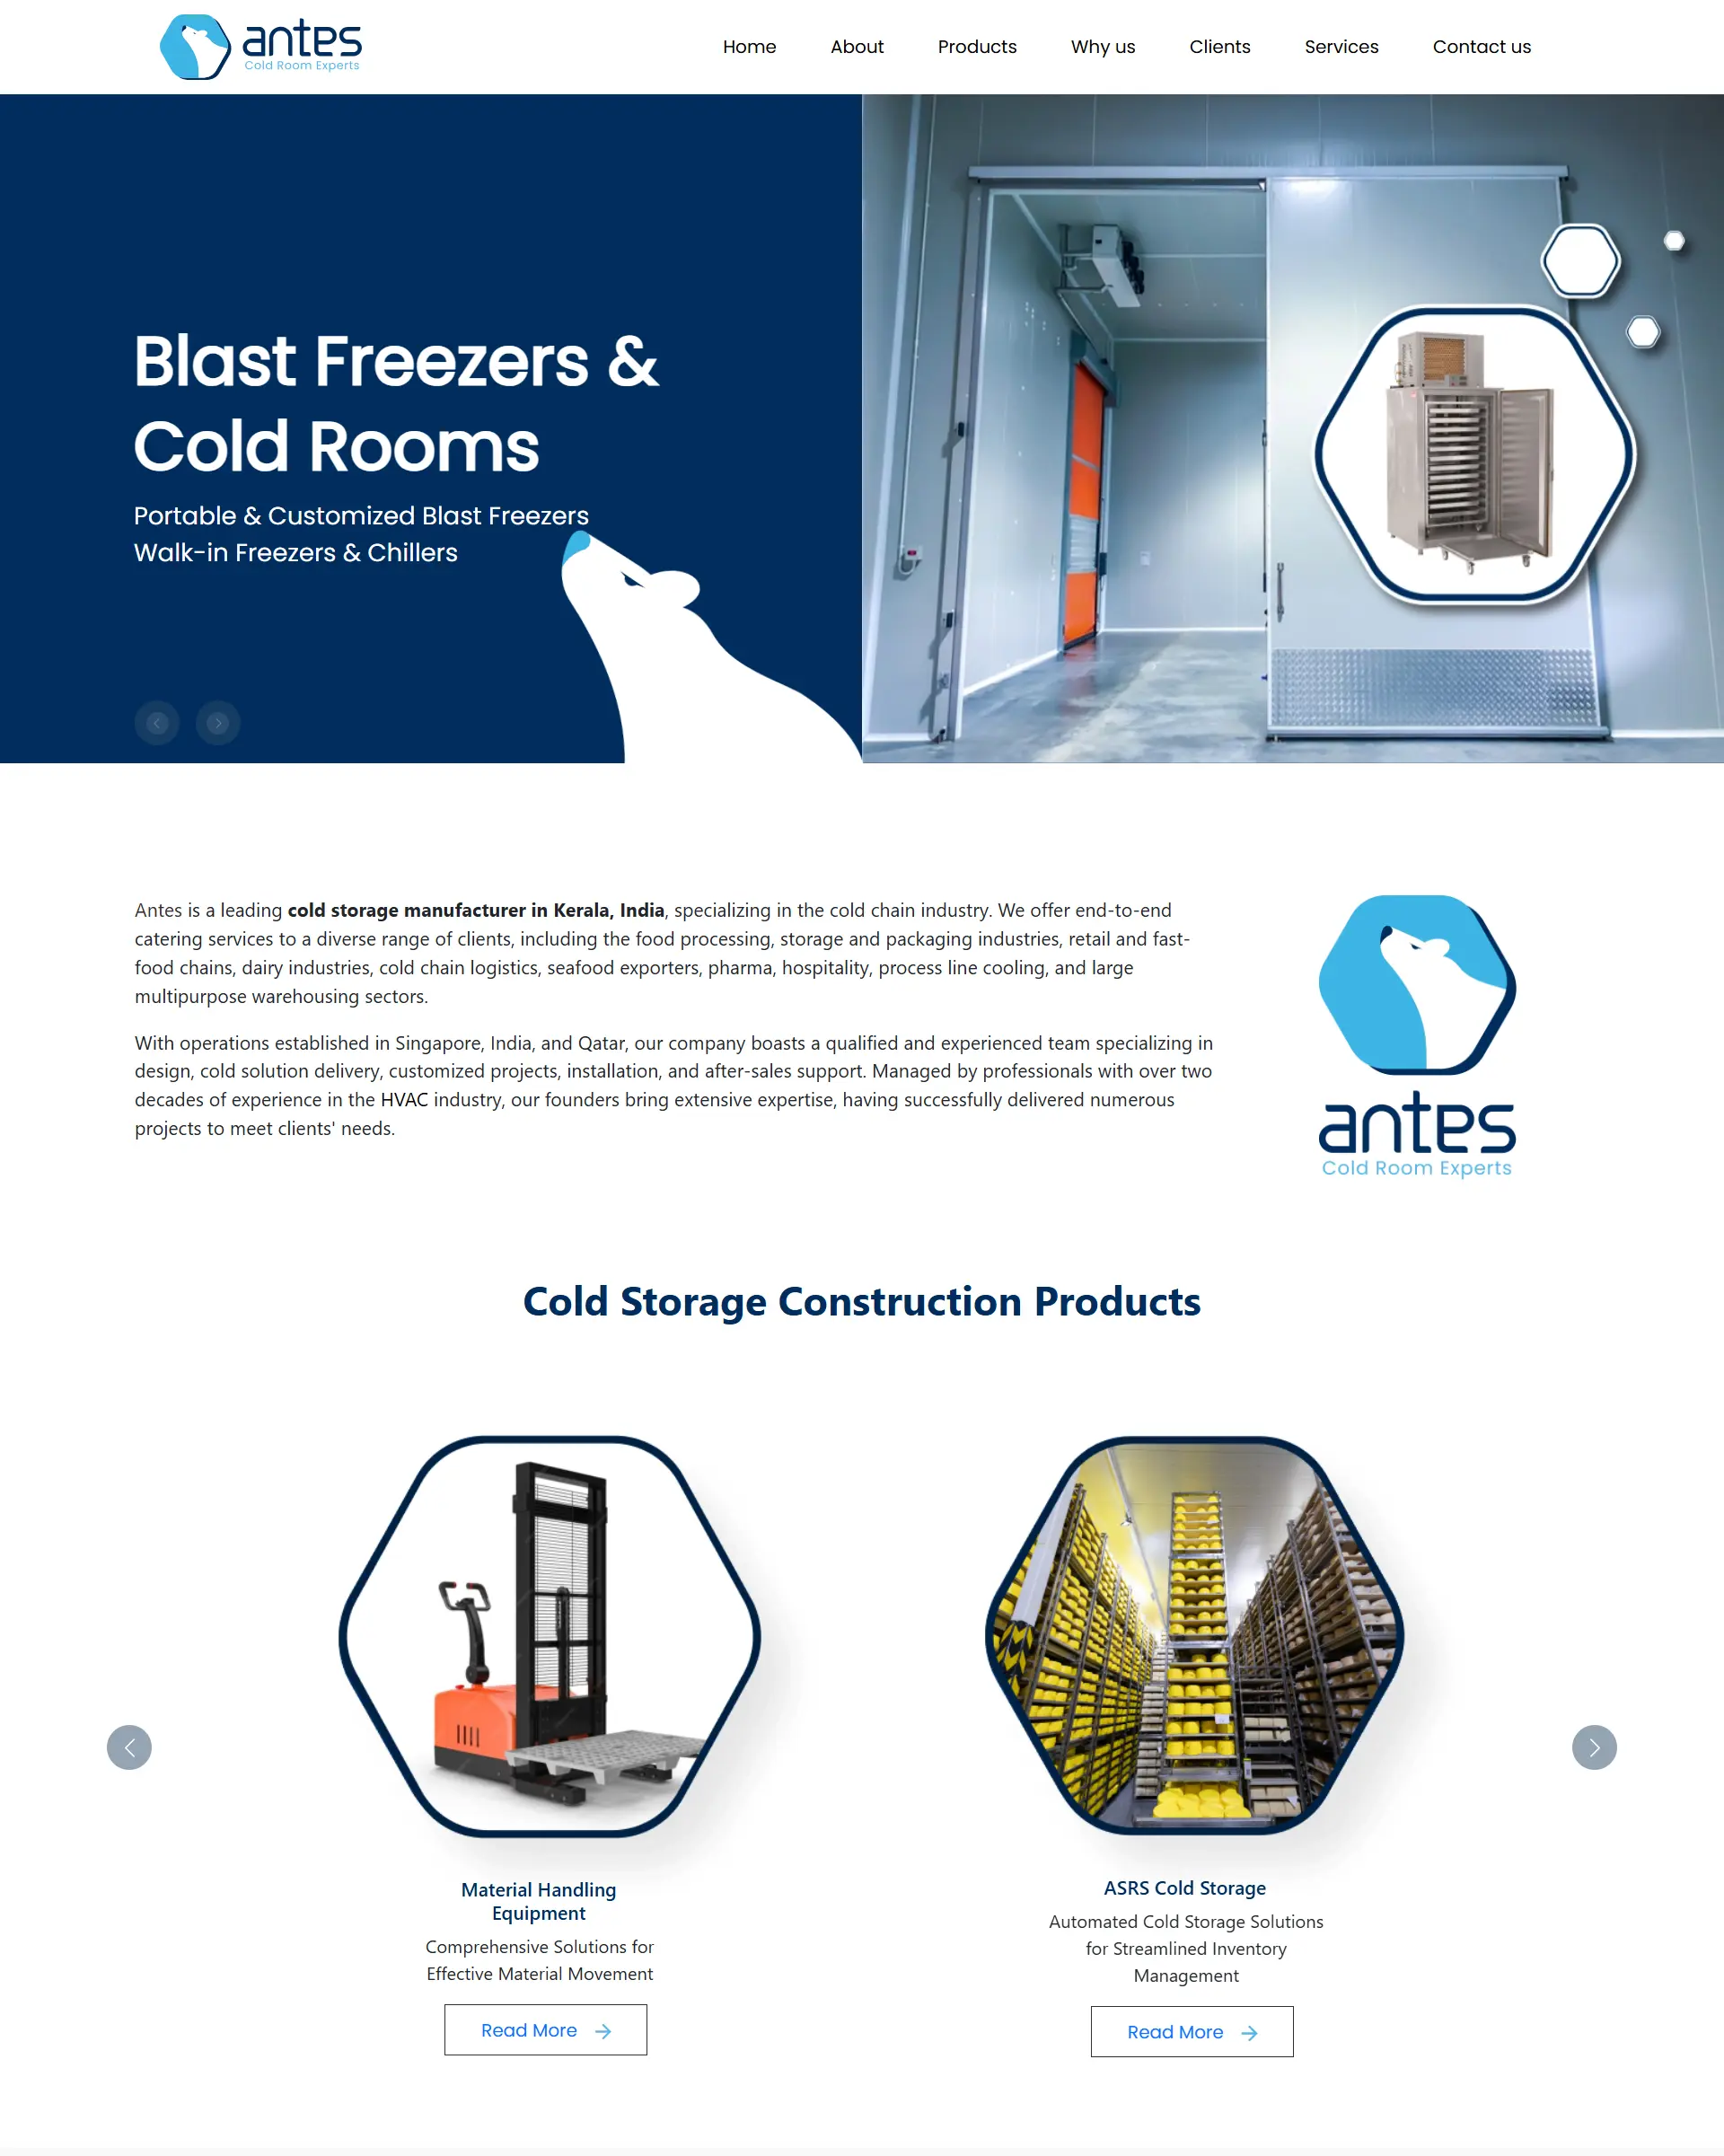 antes
Cold Room Experts
Home About Products Why us Clients Services Contact us
Blast Freezers &
Cold Rooms
Portable & Customized Blast Freezers
Walk-in Freezers & Chillers
Antes is a leading cold storage manufacturer in Kerala, India, specializing in the cold chain industry. We offer end-to-end
catering services to a diverse range of clients, including the food processing, storage and packaging industries, retail and fast-
food chains, dairy industries, cold chain logistics, seafood exporters, pharma, hospitality, process line cooling, and large
multipurpose warehousing sectors.
With operations established in Singapore, India, and Qatar, our company boasts a qualified and experienced team specializing in
design, cold solution delivery, customized projects, installation, and after-sales support. Managed by professionals with over two
decades of experience in the HVAC industry, our founders bring extensive expertise, having successfully delivered numerous
projects to meet clients' needs.
antes
Cold Room Experts
Cold Storage Construction Products
Material Handling
Equipment
Comprehensive Solutions for
Effective Material Movement
Read More
ASRS Cold Storage
Automated Cold Storage Solutions
for Streamlined Inventory
Management
Read More